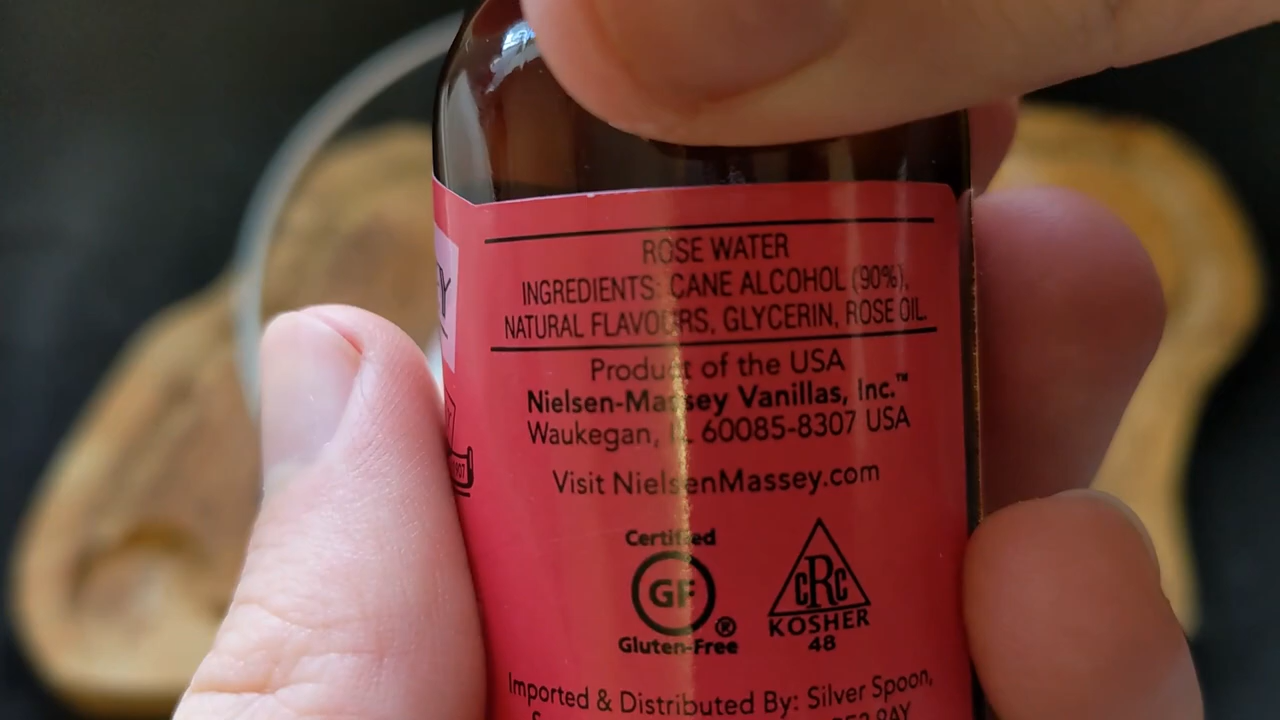 ROSE WATER
INGREDIENTS: CANE ALCOHOL (90%),
NATURAL FLAVOURS, GLYCERIN, ROSE OIL.
Product of the USA
Nielsen-Massey Vanillas, Inc.™
Waukegan, IL 60085-8307 USA
Visit NielsenMassey.com
Certified
GF
®
Gluten-Free
cRc
KOSHER
48
Imported & Distributed By: Silver Spoon,